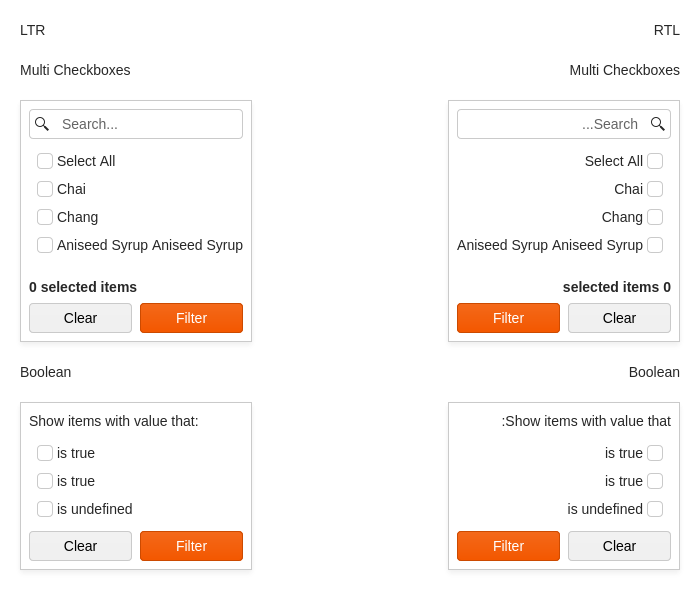 LTR
RTL
Multi Checkboxes
Multi Checkboxes
Search...
...Search
Select All
Select All
Chai
Chai
Chang
Chang
Aniseed Syrup Aniseed Syrup
Aniseed Syrup Aniseed Syrup
0 selected items
selected items 0
Clear
Filter
Filter
Clear
Boolean
Boolean
Show items with value that:
:Show items with value that
is true
is true
is true
is true
is undefined
is undefined
Clear
Filter
Filter
Clear